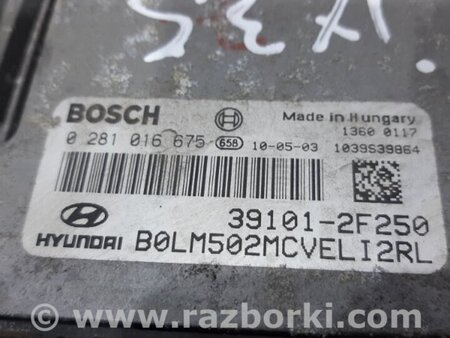 BOSCH Made in Hungary
1360 0117
0 281 016 675 658 10-05-03 1039S39864
39101-2F250
HYUNDAI B0LM502MCVELI2RL
© www.razborki.com